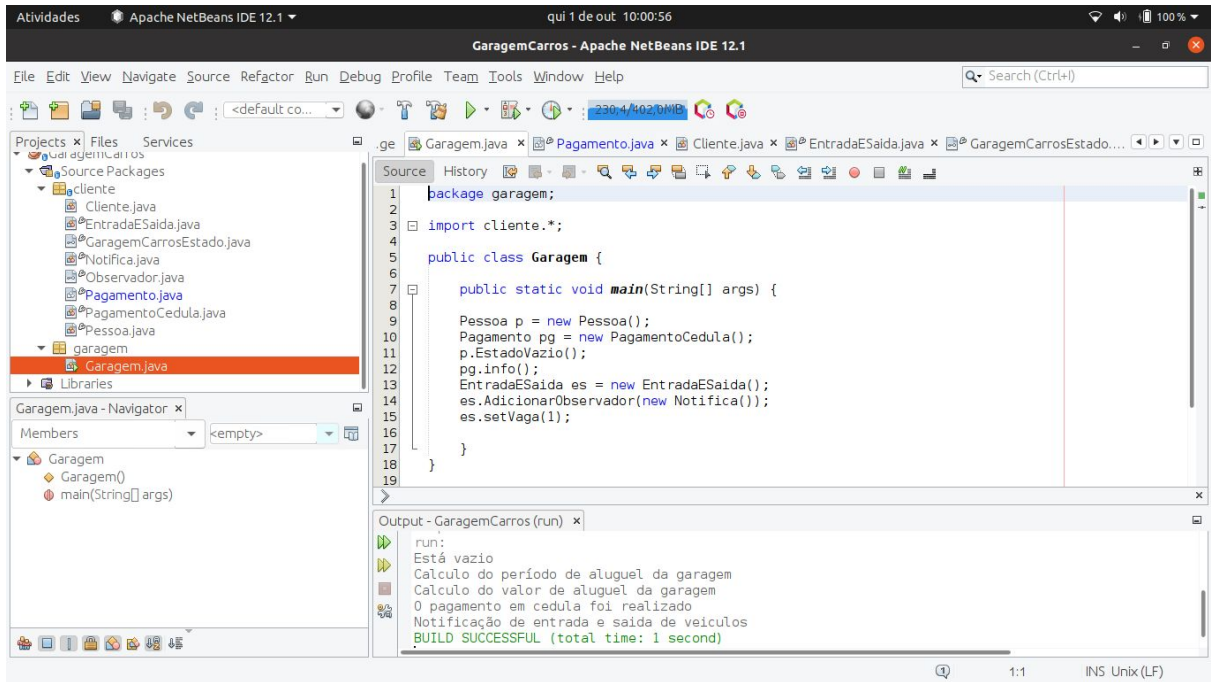 Atividades Apache NetBeans IDE 12.1 qui 1 de out 10:00:56 100 %
GaragemCarros - Apache NetBeans IDE 12.1
File Edit View Navigate Source Refactor Run Debug Profile Team Tools Window Help Search (Ctrl+I)
<default co... 230,4/402,0MB
Projects Files Services
.ge Garagem.java Pagamento.java Cliente.java EntradaESaida.java GaragemCarrosEstado....
GaragemCarros
Source Packages
cliente
Cliente.java
EntradaESaida.java
GaragemCarrosEstado.java
Notifica.java
Observador.java
Pagamento.java
PagamentoCedula.java
Pessoa.java
garagem
Garagem.java
Libraries
Source History
1 package garagem;
2
3 import cliente.*;
4
5 public class Garagem {
6
7 public static void main(String[] args) {
8
9 Pessoa p = new Pessoa();
10 Pagamento pg = new PagamentoCedula();
11 p.EstadoVazio();
12 pg.info();
13 EntradaESaida es = new EntradaESaida();
14 es.AdicionarObservador(new Notifica());
15 es.setVaga(1);
16
17 }
18 }
19
Garagem.java - Navigator
Members <empty>
Garagem
Garagem()
main(String[] args)
Output - GaragemCarros (run)
run:
Está vazio
Calculo do período de aluguel da garagem
Calculo do valor de aluguel da garagem
O pagamento em cedula foi realizado
Notificação de entrada e saida de veiculos
BUILD SUCCESSFUL (total time: 1 second)
1 1:1 INS Unix (LF)